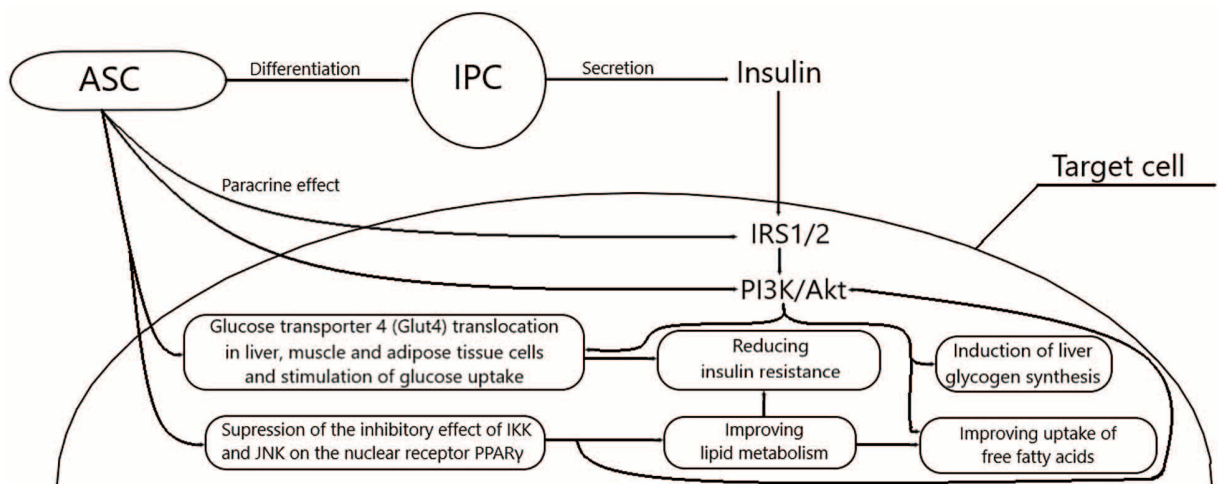 ASC
Differentiation
IPC
Secretion
Insulin
Paracrine effect
Target cell
IRS1/2
PI3K/Akt
Glucose transporter 4 (Glut4) translocation
in liver, muscle and adipose tissue cells
and stimulation of glucose uptake
Reducing
insulin resistance
Induction of liver
glycogen synthesis
Supression of the inhibitory effect of IKK
and JNK on the nuclear receptor PPARγ
Improving
lipid metabolism
Improving uptake of
free fatty acids